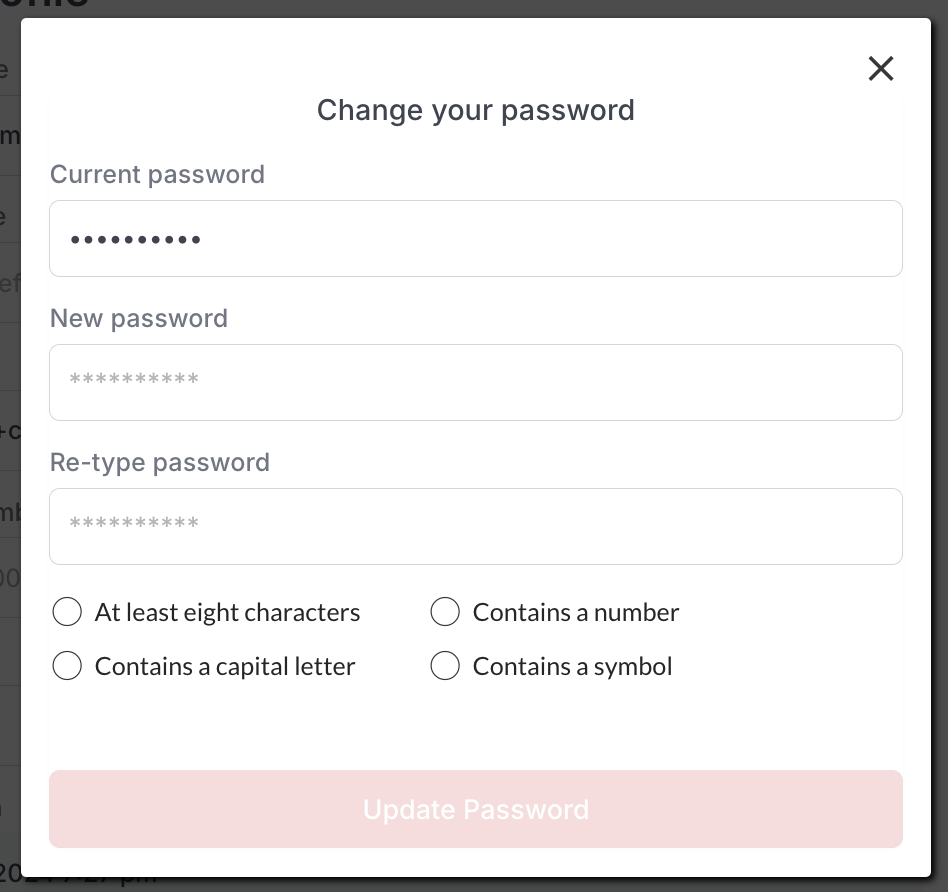 Change your password
Current password
••••••••••
New password
**********
Re-type password
**********
At least eight characters
Contains a number
Contains a capital letter
Contains a symbol
Update Password